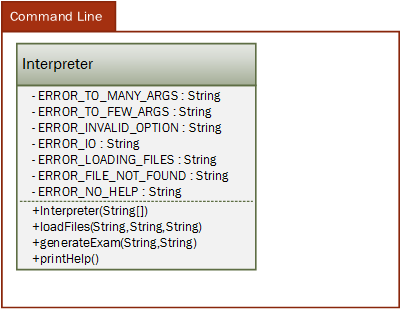 Command Line
Interpreter
- ERROR_TO_MANY_ARGS : String
- ERROR_TO_FEW_ARGS : String
- ERROR_INVALID_OPTION : String
- ERROR_IO : String
- ERROR_LOADING_FILES : String
- ERROR_FILE_NOT_FOUND : String
- ERROR_NO_HELP : String
+Interpreter(String[])
+loadFiles(String,String,String)
+generateExam(String,String)
+printHelp()